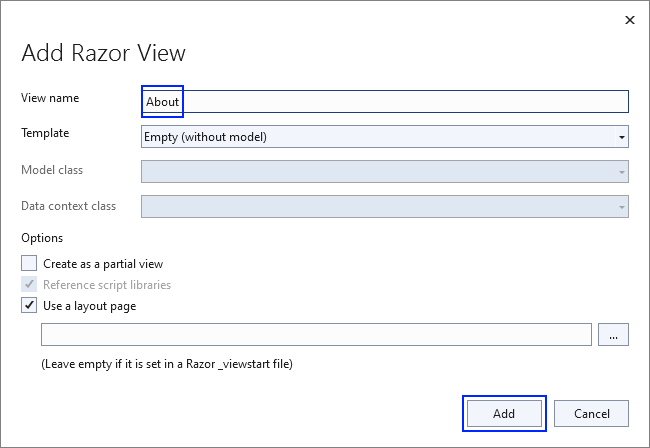 Add Razor View
View name
About
Template
Empty (without model)
Model class
Data context class
Options
Create as a partial view
Reference script libraries
Use a layout page
...
(Leave empty if it is set in a Razor _viewstart file)
Add
Cancel